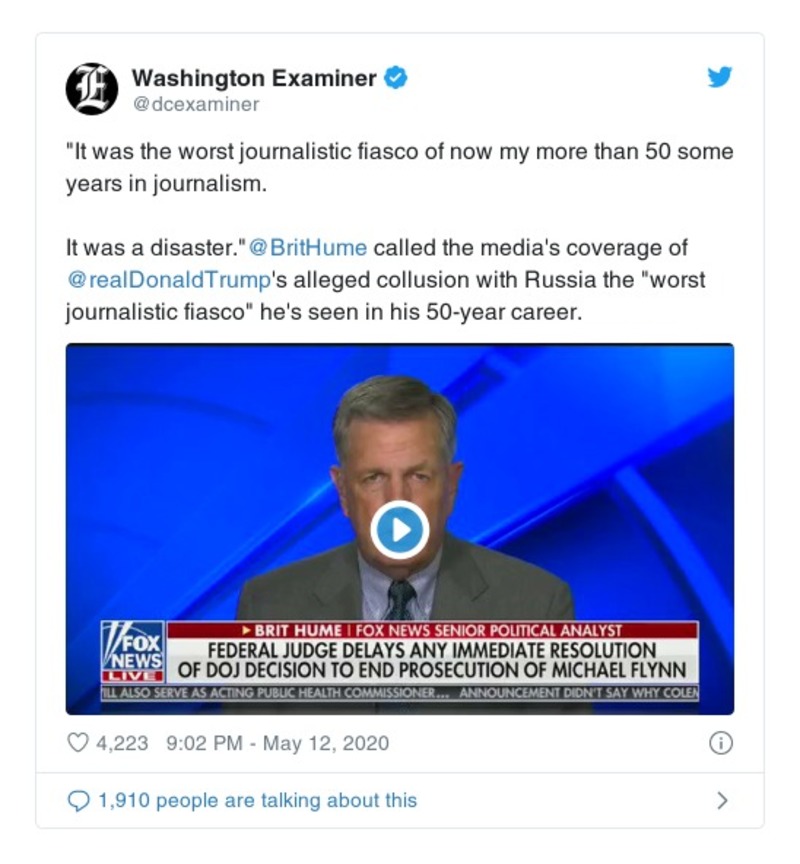 Washington Examiner
@dcexaminer
"It was the worst journalistic fiasco of now my more than 50 some
years in journalism.
It was a disaster."@BritHume called the media's coverage of
@realDonaldTrump's alleged collusion with Russia the "worst
journalistic fiasco" he's seen in his 50-year career.
BRIT HUME | FOX NEWS SENIOR POLITICAL ANALYST
FOX
NEWS
LIVE
FEDERAL JUDGE DELAYS ANY IMMEDIATE RESOLUTION
OF DOJ DECISION TO END PROSECUTION OF MICHAEL FLYNN
ILL ALSO SERVE AS ACTING PUBLIC HEALTH COMMISSIONER... ANNOUNCEMENT DIDN'T SAY WHY COLEM
4,223 9:02 PM - May 12, 2020
1,910 people are talking about this